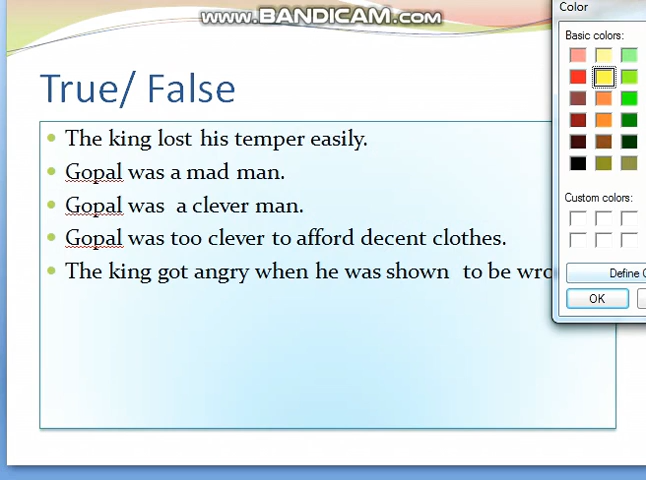 WWW.BANDICAM.COM
Color
Basic colors:
True/ False
The king lost his temper easily.
Gopal was a mad man.
Gopal was a clever man.
Custom colors:
Gopal was too clever to afford decent clothes.
The king got angry when he was shown to be
Define
OK